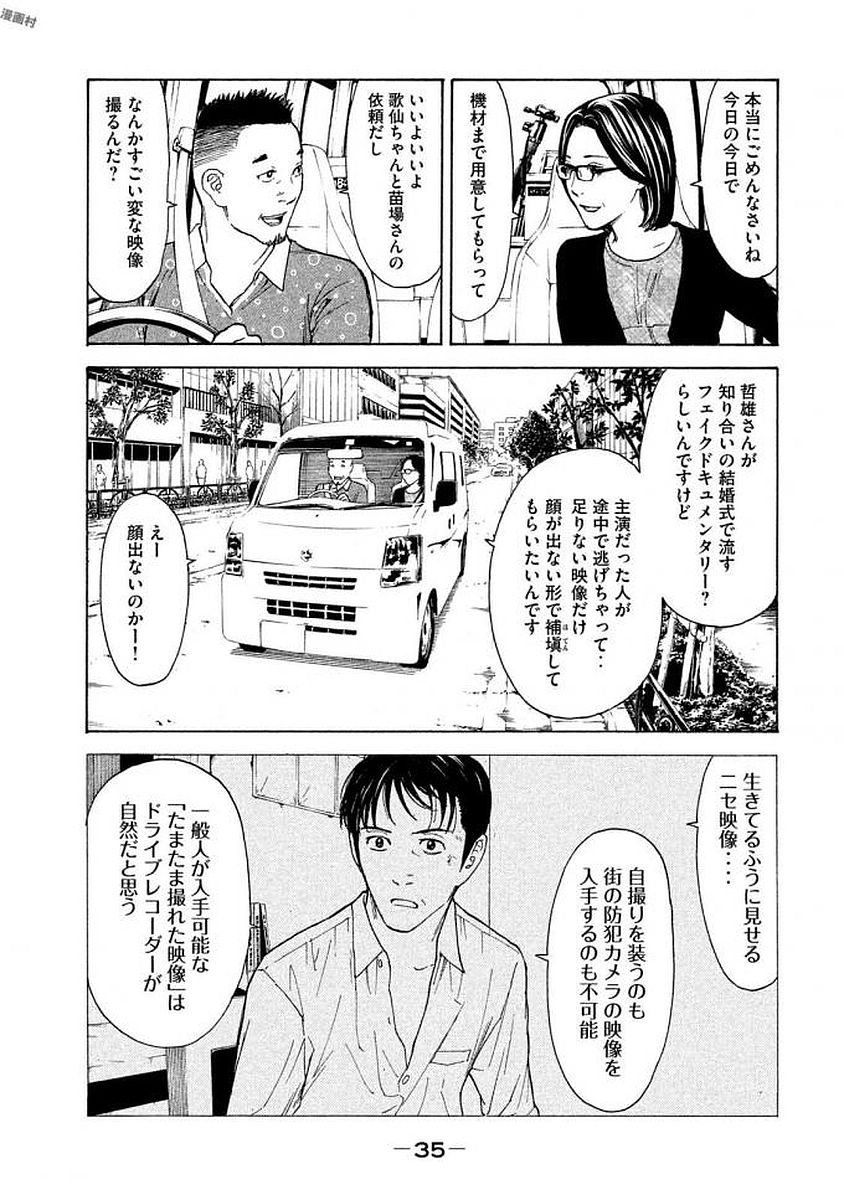 漫画村
本当にごめんなさいね
今日の今日で
機材まで用意してもらって
いいよいいよ
歌仙ちゃんと苗場さんの
依頼だし
なんかすごい変な映像
撮るんだ?
哲雄さんが
知り合いの結婚式で流す
フェイクドキュメンタリー?
らしいんですけど
主演だった人が
途中で逃げちゃって‥
足りない映像だけ
顔が出ない形で補塡して
ほてん
もらいたいんです
えー
顔出ないのかー!
生きてるふうに見せる
ニセ映像‥‥
自撮りを装うのも
街の防犯カメラの映像を
入手するのも不可能
一般人が入手可能な
「たまたま撮れた映像」は
ドライブレコーダーが
自然だと思う
−35−